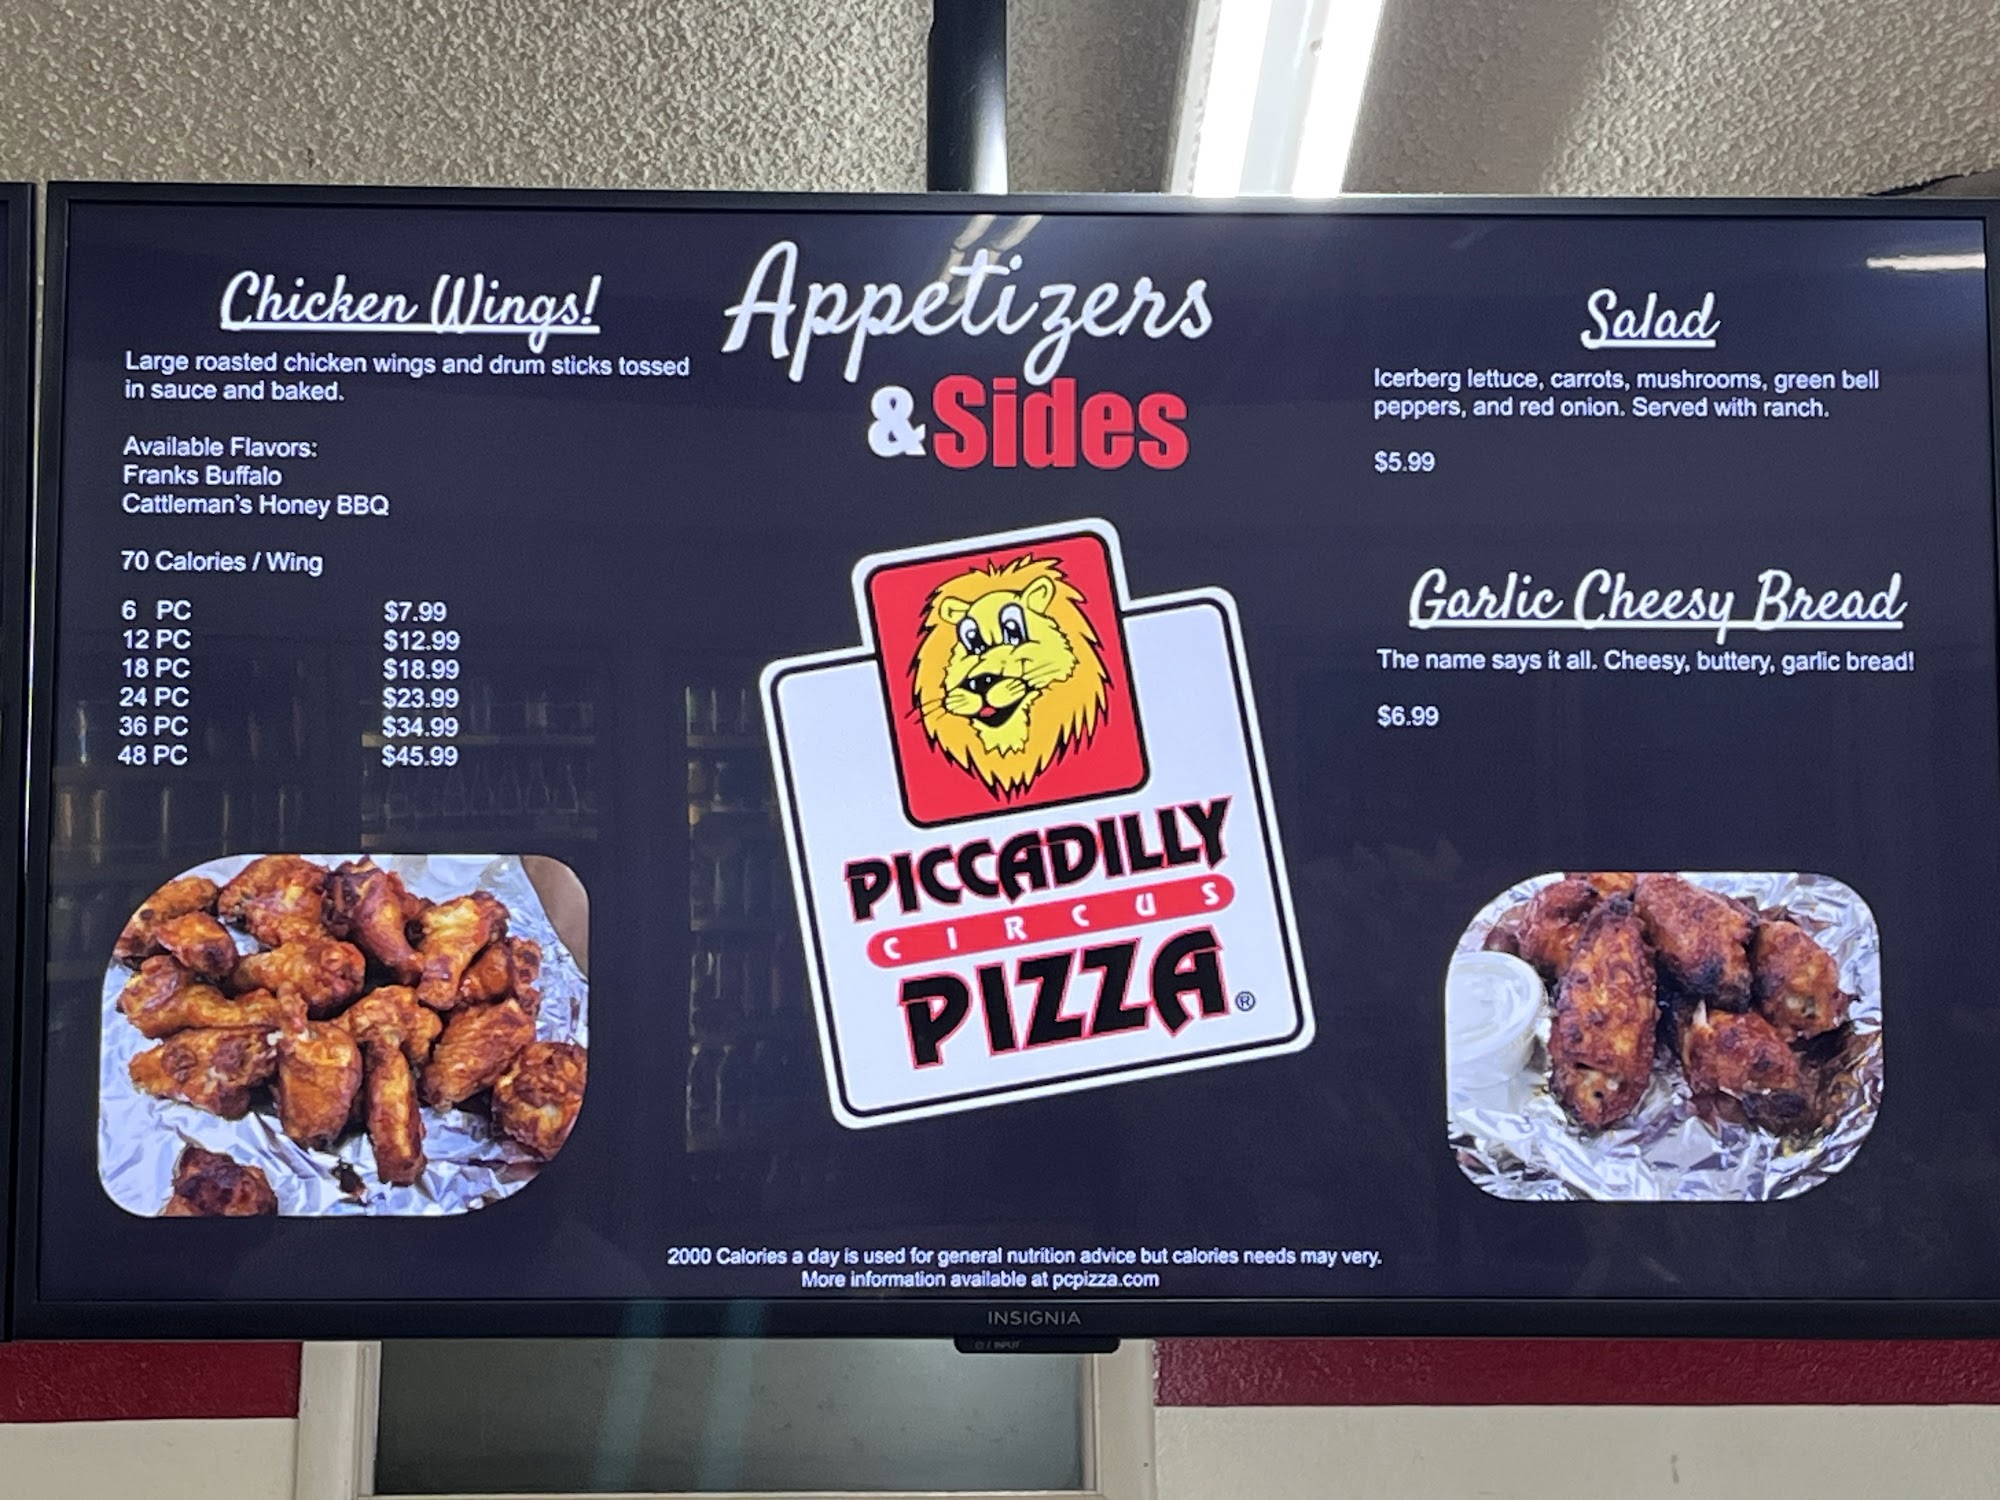 Appetizers
&Sides
Chicken Wings!
Large roasted chicken wings and drum sticks tossed
in sauce and baked.
Available Flavors:
Franks Buffalo
Cattleman's Honey BBQ
70 Calories / Wing
6 PC $7.99
12 PC $12.99
18 PC $18.99
24 PC $23.99
36 PC $34.99
48 PC $45.99
PICCADILLY
CIRCUS
PIZZA®
Salad
Icerberg lettuce, carrots, mushrooms, green bell
peppers, and red onion. Served with ranch.
$5.99
Garlic Cheesy Bread
The name says it all. Cheesy, buttery, garlic bread!
$6.99
2000 Calories a day is used for general nutrition advice but calories needs may very.
More information available at pcpizza.com
INSIGNIA
/ INPUT